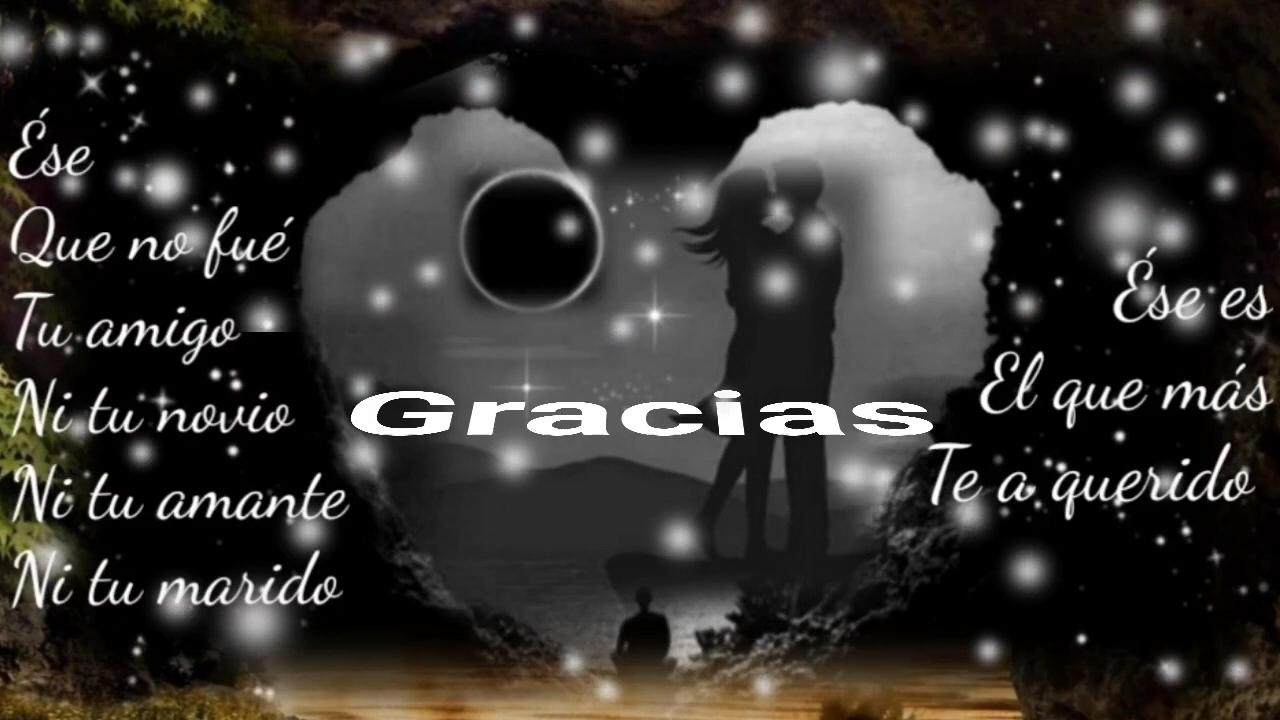 Ése
Que no fué
Tu amigo
Ni tu novio
Ni tu amante
Ni tu marido
Gracias
Ése es
El que más
Te a querido